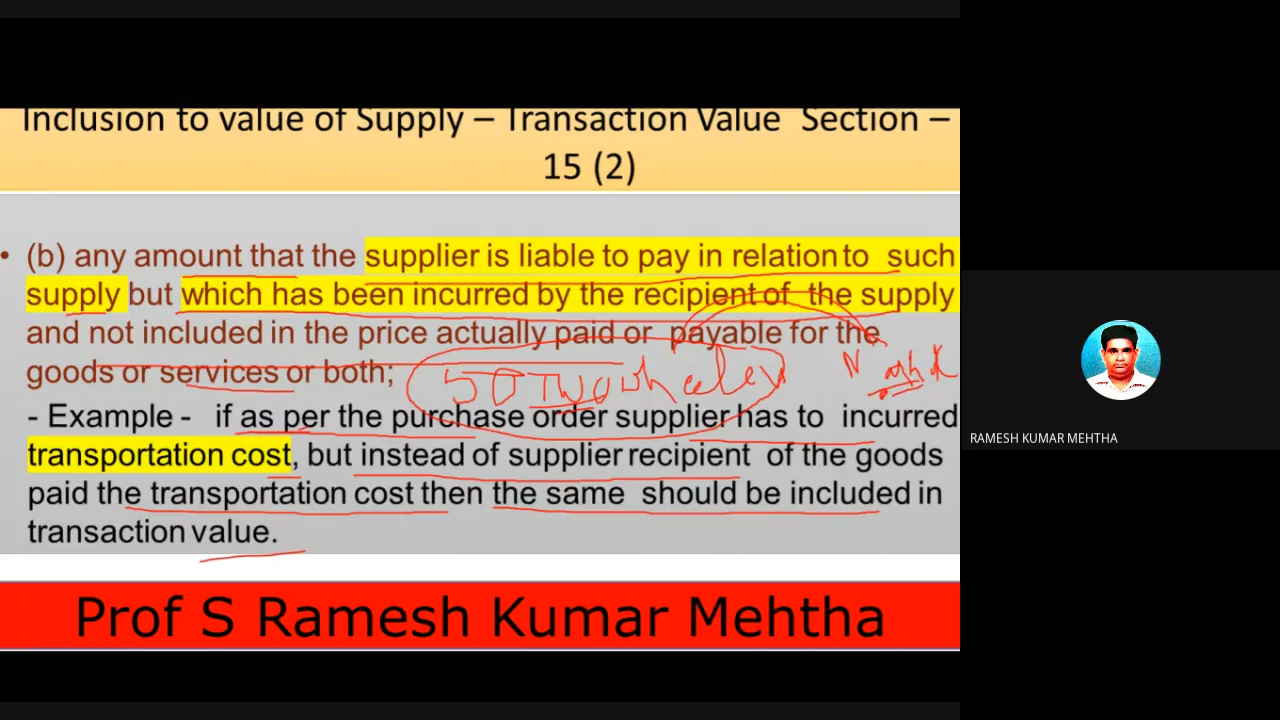 Inclusion to value of Supply – Transaction Value Section –
15 (2)
• (b) any amount that the supplier is liable to pay in relation to such
supply but which has been incurred by the recipient of the supply
and not included in the price actually paid or payable for the
goods or services or both;
50 Two wheeler
- Example - if as per the purchase order supplier has to incurred
transportation cost, but instead of supplier recipient of the goods
paid the transportation cost then the same should be included in
transaction value.
Prof S Ramesh Kumar Mehtha
RAMESH KUMAR MEHTHA